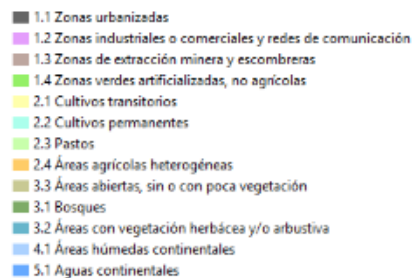 1.1 Zonas urbanizadas
1.2 Zonas industriales o comerciales y redes de comunicación
1.3 Zonas de extracción minera y escombreras
1.4 Zonas verdes artificializadas, no agrícolas
2.1 Cultivos transitorios
2.2 Cultivos permanentes
2.3 Pastos
2.4 Áreas agrícolas heterogéneas
3.3 Áreas abiertas, sin o con poca vegetación
3.1 Bosques
3.2 Áreas con vegetación herbácea y/o arbustiva
4.1 Áreas húmedas continentales
5.1 Aguas continentales